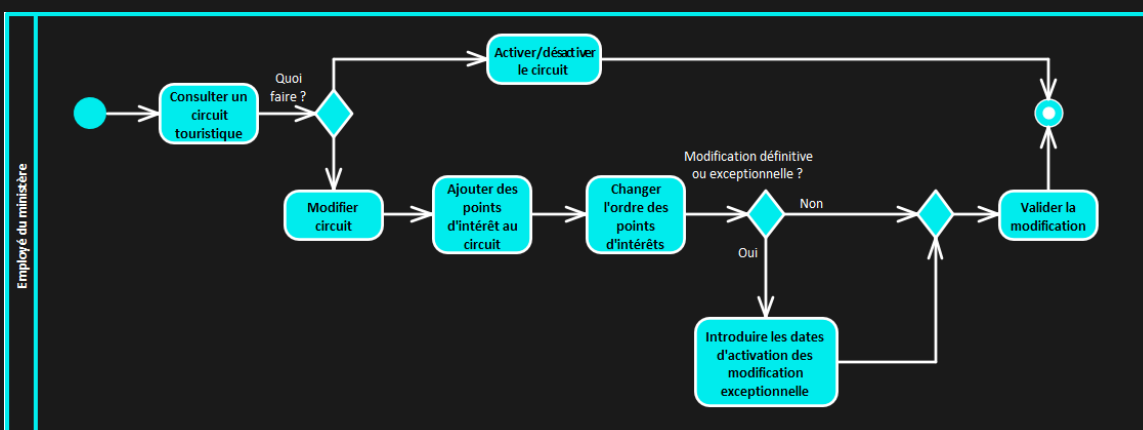 Employé du ministère
Consulter un
circuit
touristique
Quoi
faire ?
Activer/désactiver
le circuit
Modifier
circuit
Ajouter des
points
d'intérêt au
circuit
Changer
l'ordre des
points
d'intérêts
Modification définitive
ou exceptionnelle ?
Non
Oui
Introduire les dates
d'activation des
modification
exceptionnelle
Valider la
modification